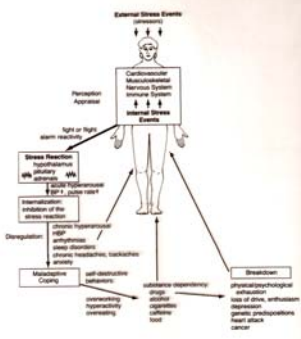 External Stress Events
(stressors)
Cardiovascular
Musculoskeletal
Nervous System
Immune System
Perception
Appraisal
Internal Stress
Events
fight or flight
alarm reactivity
Stress Reaction
hypothalamus
pituitary
adrenals
acute hyperarousal
BP↑, pulse rate↑
Internalization:
inhibition of the
stress reaction
Disregulation:
chronic hyperarousal
HBP
arrhythmias
sleep disorders
chronic headaches; backaches
anxiety
Maladaptive
Coping
self-destructive
behaviors:
overworking
hyperactivity
overeating
substance dependency:
drugs
alcohol
cigarettes
caffeine
food
Breakdown
physical/psychological
exhaustion
loss of drive, enthusiasm
depression
genetic predispositions
heart attack
cancer